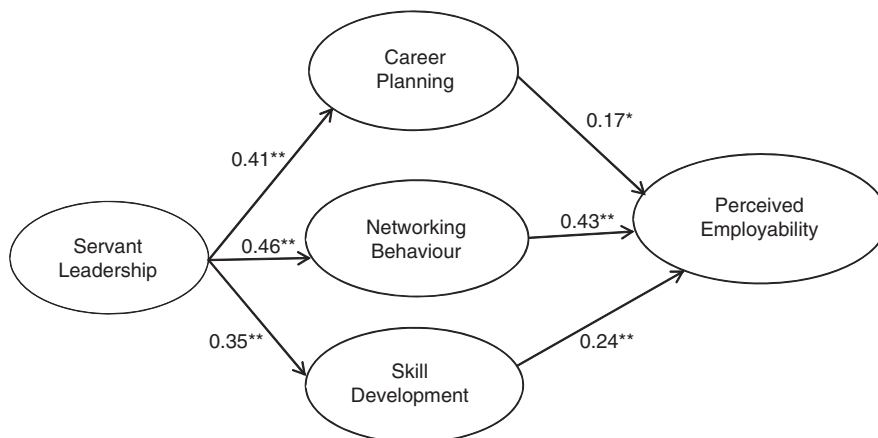 Career
Planning
0.17*
0.41**
Perceived
Employability
Networking
Behaviour
0.43**
Servant
Leadership
0.46**
0.35**
0.24**
Skill
Development